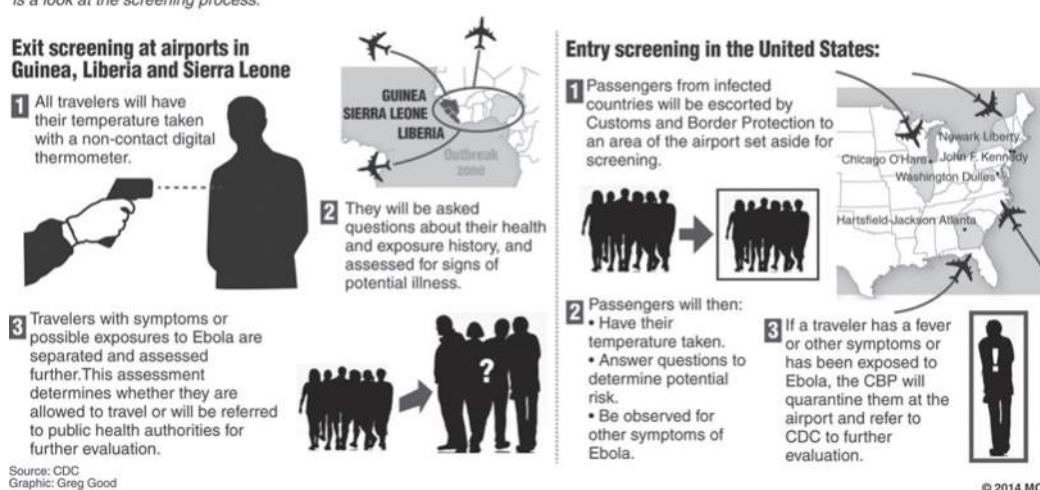 is a look at the screening process.
Exit screening at airports in
Guinea, Liberia and Sierra Leone
1 All travelers will have
their temperature taken
with a non-contact digital
thermometer.
GUINEA
SIERRA LEONE
LIBERIA
Outbreak
zone
2 They will be asked
questions about their health
and exposure history, and
assessed for signs of
potential illness.
3 Travelers with symptoms or
possible exposures to Ebola are
separated and assessed
further.This assessment
determines whether they are
allowed to travel or will be referred
to public health authorities for
further evaluation.
?
Source: CDC
Graphic: Greg Good
Entry screening in the United States:
1 Passengers from infected
countries will be escorted by
Customs and Border Protection to
an area of the airport set aside for
screening.
Newark Liberty
Chicago O'Hare
John F. Kennedy
Washington Dulles
Hartsfield-Jackson Atlanta
2 Passengers will then:
• Have their
temperature taken.
• Answer questions to
determine potential
risk.
• Be observed for
other symptoms of
Ebola.
3 If a traveler has a fever
or other symptoms or
has been exposed to
Ebola, the CBP will
quarantine them at the
airport and refer to
CDC to further
evaluation.
!
© 2014